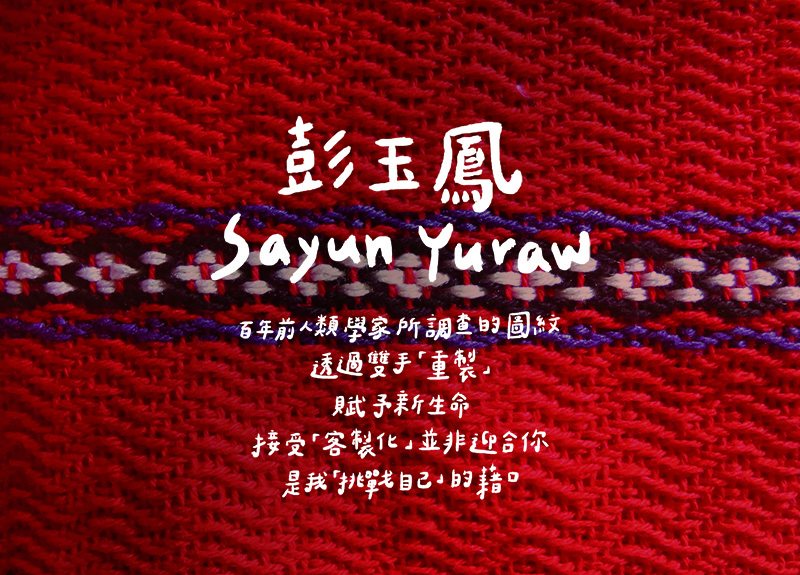 彭玉鳳
Sayun Yuraw
百年前人類學家所調查的圖紋
透過雙手「重製」
賦予新生命
接受「客製化」並非迎合你
是我「挑戰自己」的藉口